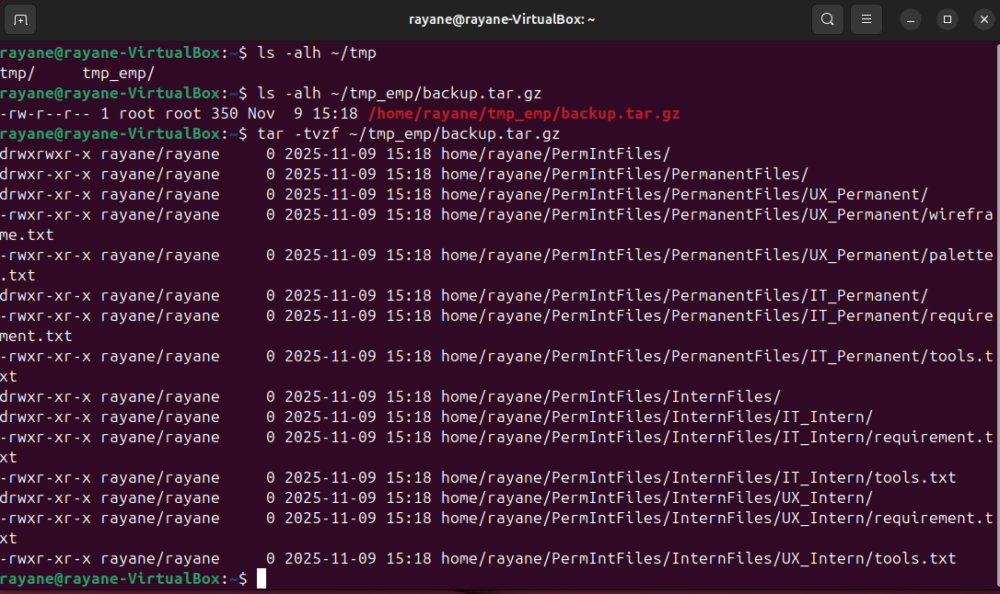 rayane@rayane-VirtualBox: ~
rayane@rayane-VirtualBox:~$ ls -alh ~/tmp
tmp/     tmp_emp/
rayane@rayane-VirtualBox:~$ ls -alh ~/tmp_emp/backup.tar.gz
-rw-r--r-- 1 root root 350 Nov  9 15:18 /home/rayane/tmp_emp/backup.tar.gz
rayane@rayane-VirtualBox:~$ tar -tvzf ~/tmp_emp/backup.tar.gz
drwxrwxr-x rayane/rayane     0 2025-11-09 15:18 home/rayane/PermIntFiles/
drwxr-xr-x rayane/rayane     0 2025-11-09 15:18 home/rayane/PermIntFiles/PermanentFiles/
drwxr-xr-x rayane/rayane     0 2025-11-09 15:18 home/rayane/PermIntFiles/PermanentFiles/UX_Permanent/
-rwxr-xr-x rayane/rayane     0 2025-11-09 15:18 home/rayane/PermIntFiles/PermanentFiles/UX_Permanent/wirefra
me.txt
-rwxr-xr-x rayane/rayane     0 2025-11-09 15:18 home/rayane/PermIntFiles/PermanentFiles/UX_Permanent/palette
.txt
drwxr-xr-x rayane/rayane     0 2025-11-09 15:18 home/rayane/PermIntFiles/PermanentFiles/IT_Permanent/
-rwxr-xr-x rayane/rayane     0 2025-11-09 15:18 home/rayane/PermIntFiles/PermanentFiles/IT_Permanent/require
ment.txt
-rwxr-xr-x rayane/rayane     0 2025-11-09 15:18 home/rayane/PermIntFiles/PermanentFiles/IT_Permanent/tools.t
xt
drwxr-xr-x rayane/rayane     0 2025-11-09 15:18 home/rayane/PermIntFiles/InternFiles/
drwxr-xr-x rayane/rayane     0 2025-11-09 15:18 home/rayane/PermIntFiles/InternFiles/IT_Intern/
-rwxr-xr-x rayane/rayane     0 2025-11-09 15:18 home/rayane/PermIntFiles/InternFiles/IT_Intern/requirement.t
xt
-rwxr-xr-x rayane/rayane     0 2025-11-09 15:18 home/rayane/PermIntFiles/InternFiles/IT_Intern/tools.txt
drwxr-xr-x rayane/rayane     0 2025-11-09 15:18 home/rayane/PermIntFiles/InternFiles/UX_Intern/
-rwxr-xr-x rayane/rayane     0 2025-11-09 15:18 home/rayane/PermIntFiles/InternFiles/UX_Intern/requirement.t
xt
-rwxr-xr-x rayane/rayane     0 2025-11-09 15:18 home/rayane/PermIntFiles/InternFiles/UX_Intern/tools.txt
rayane@rayane-VirtualBox:~$